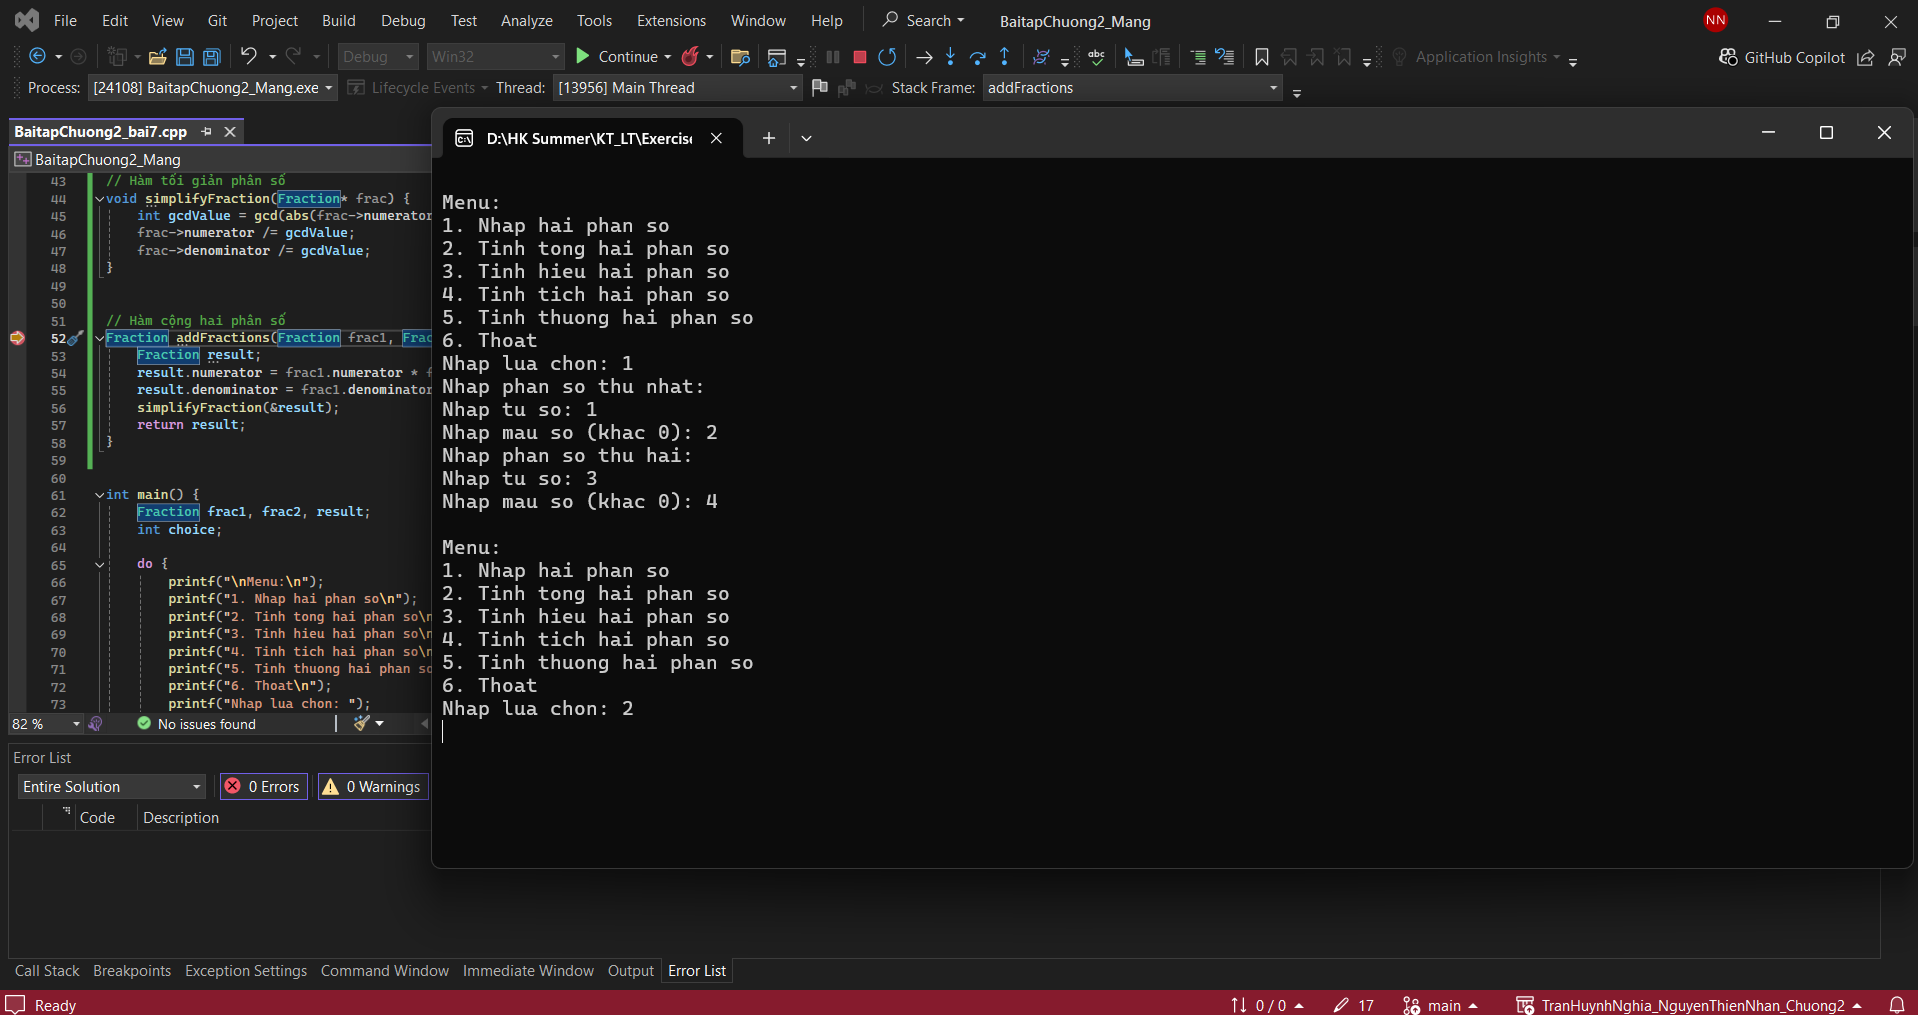 File Edit View Git Project Build Debug Test Analyze Tools Extensions Window Help Search BaitapChuong2_Mang NN
Debug Win32 Continue Application Insights GitHub Copilot
Process: [24108] BaitapChuong2_Mang.exe Lifecycle Events Thread: [13956] Main Thread Stack Frame: addFractions
BaitapChuong2_bai7.cpp
BaitapChuong2_Mang
43 // Hàm tối giản phân số
44 void simplifyFraction(Fraction* frac) {
45 int gcdValue = gcd(abs(frac->numerator
46 frac->numerator /= gcdValue;
47 frac->denominator /= gcdValue;
48 }
49
50
51 // Hàm cộng hai phân số
52 Fraction addFractions(Fraction frac1, Frac
53 Fraction result;
54 result.numerator = frac1.numerator * f
55 result.denominator = frac1.denominator
56 simplifyFraction(&result);
57 return result;
58 }
59
60
61 int main() {
62 Fraction frac1, frac2, result;
63 int choice;
64
65 do {
66 printf("\nMenu:\n");
67 printf("1. Nhap hai phan so\n");
68 printf("2. Tinh tong hai phan so\n
69 printf("3. Tinh hieu hai phan so\n
70 printf("4. Tinh tich hai phan so\n
71 printf("5. Tinh thuong hai phan so
72 printf("6. Thoat\n");
73 printf("Nhap lua chon: ");
82 % No issues found
D:\HK Summer\KT_LT\Exercise
Menu:
1. Nhap hai phan so
2. Tinh tong hai phan so
3. Tinh hieu hai phan so
4. Tinh tich hai phan so
5. Tinh thuong hai phan so
6. Thoat
Nhap lua chon: 1
Nhap phan so thu nhat:
Nhap tu so: 1
Nhap mau so (khac 0): 2
Nhap phan so thu hai:
Nhap tu so: 3
Nhap mau so (khac 0): 4
Menu:
1. Nhap hai phan so
2. Tinh tong hai phan so
3. Tinh hieu hai phan so
4. Tinh tich hai phan so
5. Tinh thuong hai phan so
6. Thoat
Nhap lua chon: 2
Error List
Entire Solution 0 Errors 0 Warnings
Code Description
Call Stack Breakpoints Exception Settings Command Window Immediate Window Output Error List
Ready 0 / 0 17 main TranHuynhNghia_NguyenThienNhan_Chuong2